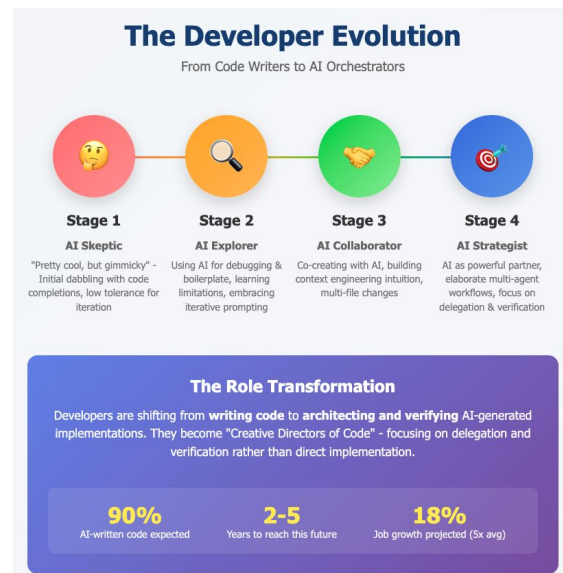 The Developer Evolution
From Code Writers to AI Orchestrators
Stage 1
AI Skeptic
"Pretty cool, but gimmicky" -
Initial dabbling with code
completions, low tolerance for
iteration
Stage 2
AI Explorer
Using AI for debugging &
boilerplate, learning
limitations, embracing
iterative prompting
Stage 3
AI Collaborator
Co-creating with AI, building
context engineering intuition,
multi-file changes
Stage 4
AI Strategist
AI as powerful partner,
elaborate multi-agent
workflows, focus on
delegation & verification
The Role Transformation
Developers are shifting from writing code to architecting and verifying AI-generated
implementations. They become "Creative Directors of Code" - focusing on delegation and
verification rather than direct implementation.
90%
AI-written code expected
2-5
Years to reach this future
18%
Job growth projected (5x avg)